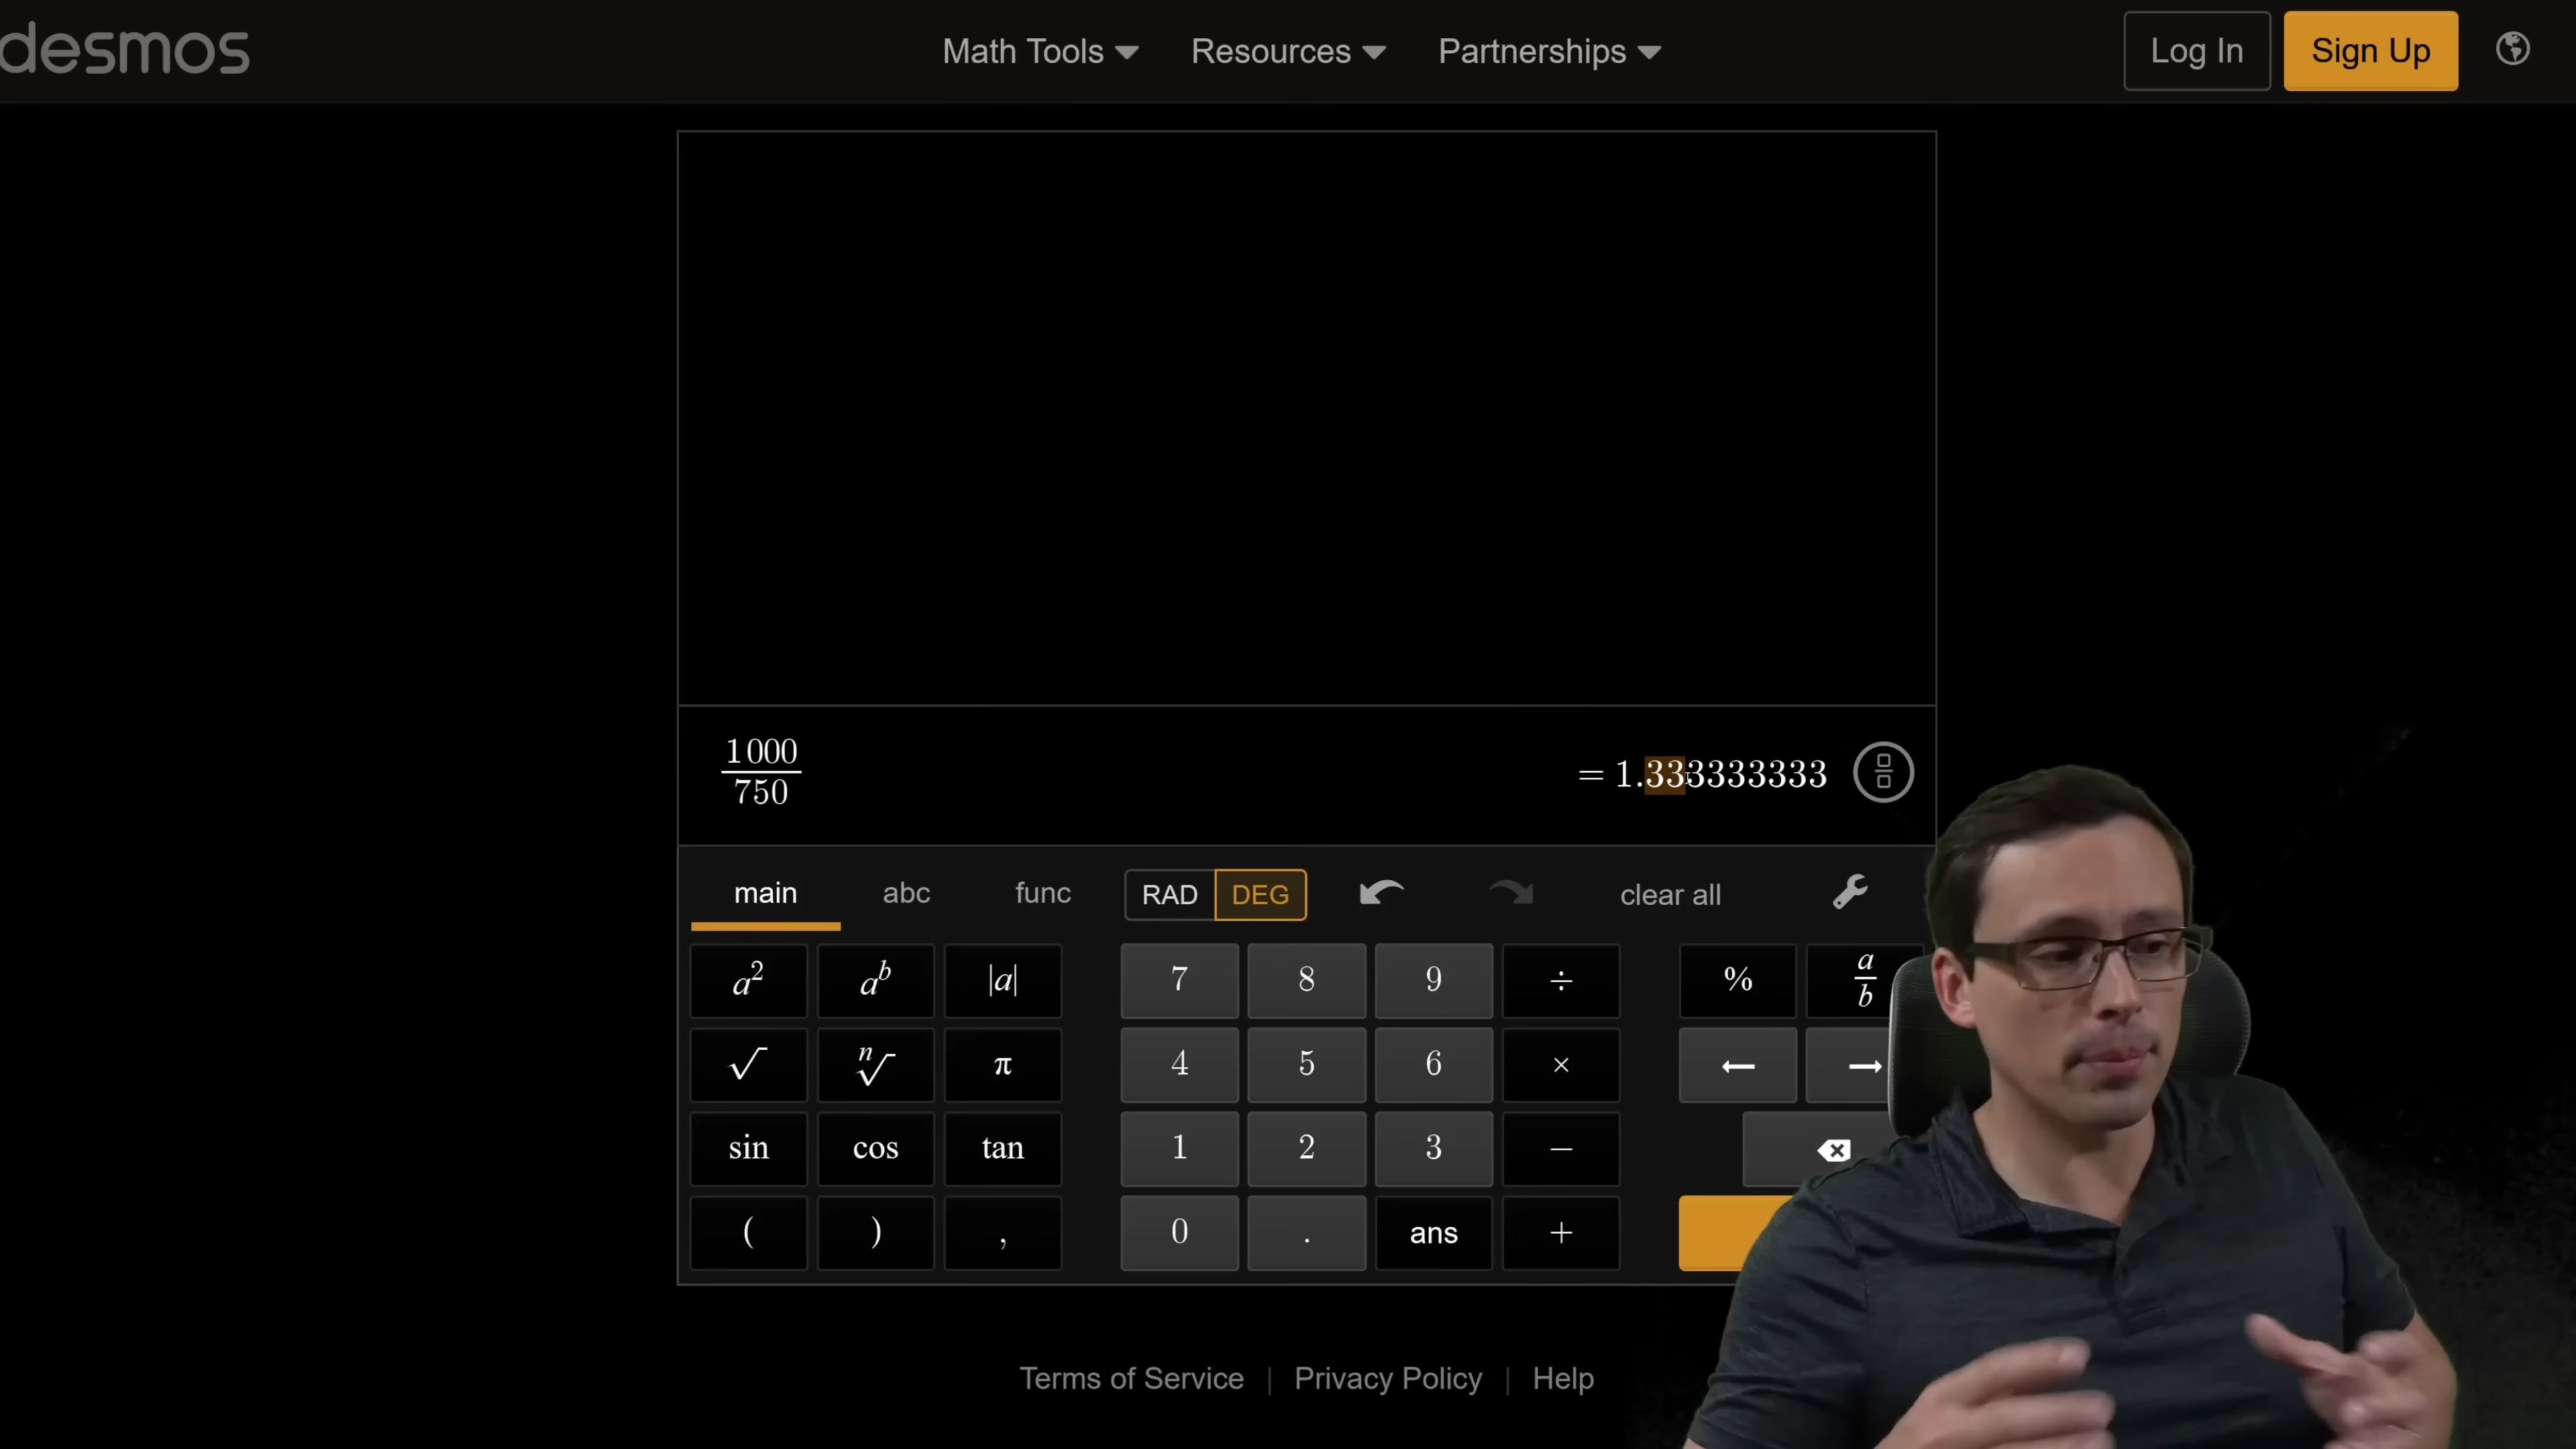 desmos
Math Tools Resources Partnerships Log In Sign Up
1000
750
= 1.333333333
main abc func RAD DEG clear all
a² aᵇ |a| 7 8 9 ÷ % a/b
√ ⁿ√ π 4 5 6 × ← →
sin cos tan 1 2 3 −
( ) , 0 . ans +
Terms of Service | Privacy Policy | Help